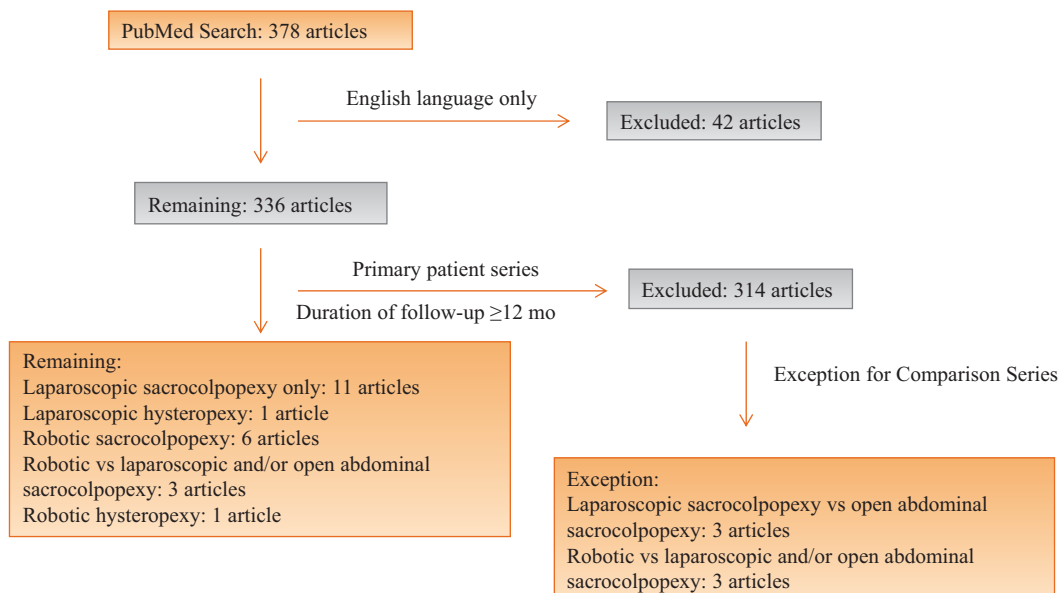 PubMed Search: 378 articles
English language only
Excluded: 42 articles
Remaining: 336 articles
Primary patient series
Duration of follow-up ≥12 mo
Excluded: 314 articles
Remaining:
Laparoscopic sacrocolpopexy only: 11 articles
Laparoscopic hysteropexy: 1 article
Robotic sacrocolpopexy: 6 articles
Robotic vs laparoscopic and/or open abdominal
sacrocolpopexy: 3 articles
Robotic hysteropexy: 1 article
Exception for Comparison Series
Exception:
Laparoscopic sacrocolpopexy vs open abdominal
sacrocolpopexy: 3 articles
Robotic vs laparoscopic and/or open abdominal
sacrocolpopexy: 3 articles